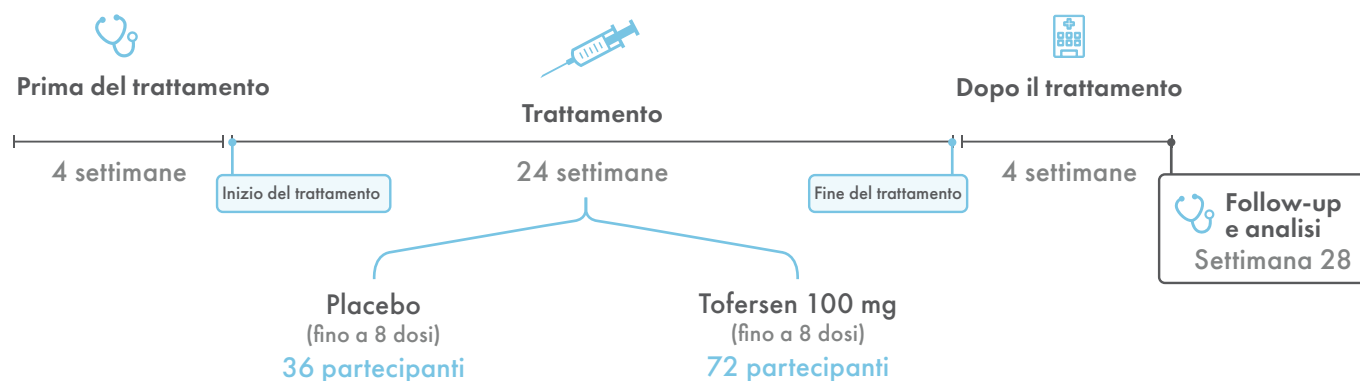 Prima del trattamento
Trattamento
Dopo il trattamento
4 settimane
24 settimane
4 settimane
Inizio del trattamento
Fine del trattamento
Follow-up
e analisi
Settimana 28
Placebo
(fino a 8 dosi)
36 partecipanti
Tofersen 100 mg
(fino a 8 dosi)
72 partecipanti